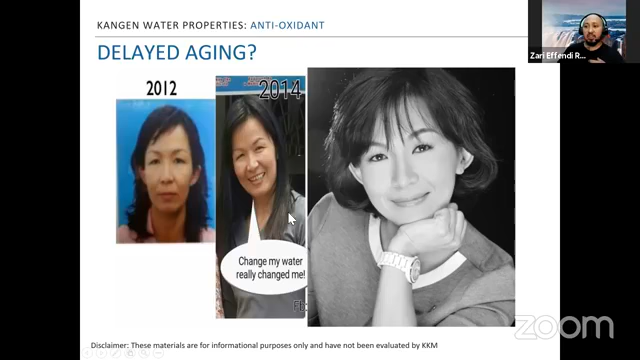 KANGEN WATER PROPERTIES: ANTI-OXIDANT
DELAYED AGING?
Zari Effendi R...
2012
2014
Change my water
really changed me!
Fb:
zoom
Disclaimer: These materials are for informational purposes only and have not been evaluated by KKM